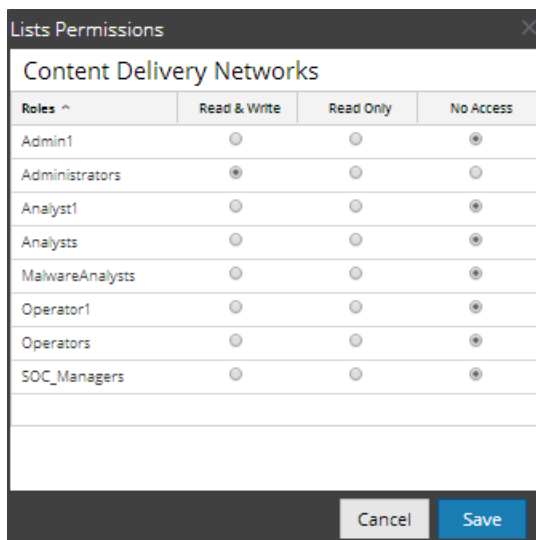 Lists Permissions
Content Delivery Networks
Roles ^ Read & Write Read Only No Access
Admin1
Administrators
Analyst1
Analysts
MalwareAnalysts
Operator1
Operators
SOC_Managers
Cancel Save